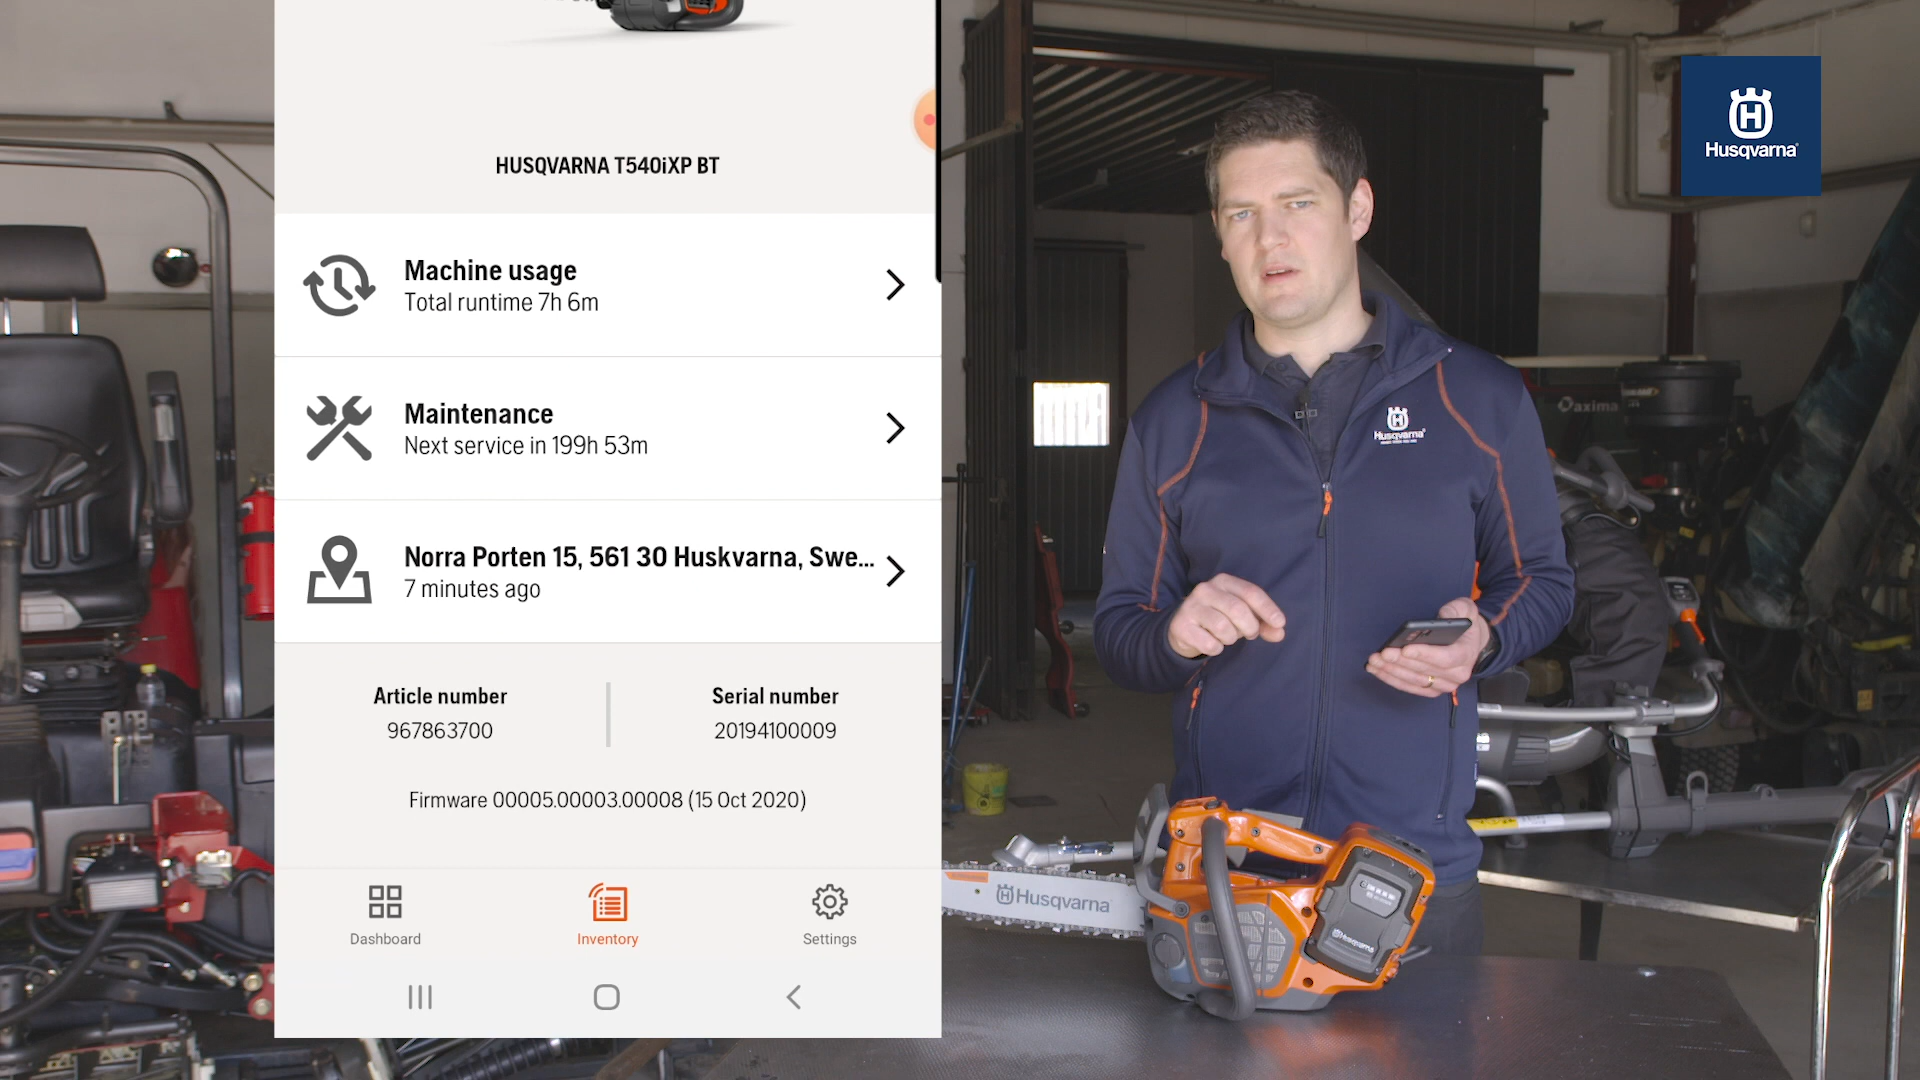 HUSQVARNA T540iXP BT
Machine usage
Total runtime 7h 6m
Maintenance
Next service in 199h 53m
Norra Porten 15, 561 30 Huskvarna, Swe...
7 minutes ago
Article number
967863700
Serial number
20194100009
Firmware 00005.00003.00008 (15 Oct 2020)
Dashboard
Inventory
Settings
Husqvarna
Husqvarna
Husqvarna
Husqvarna
axima